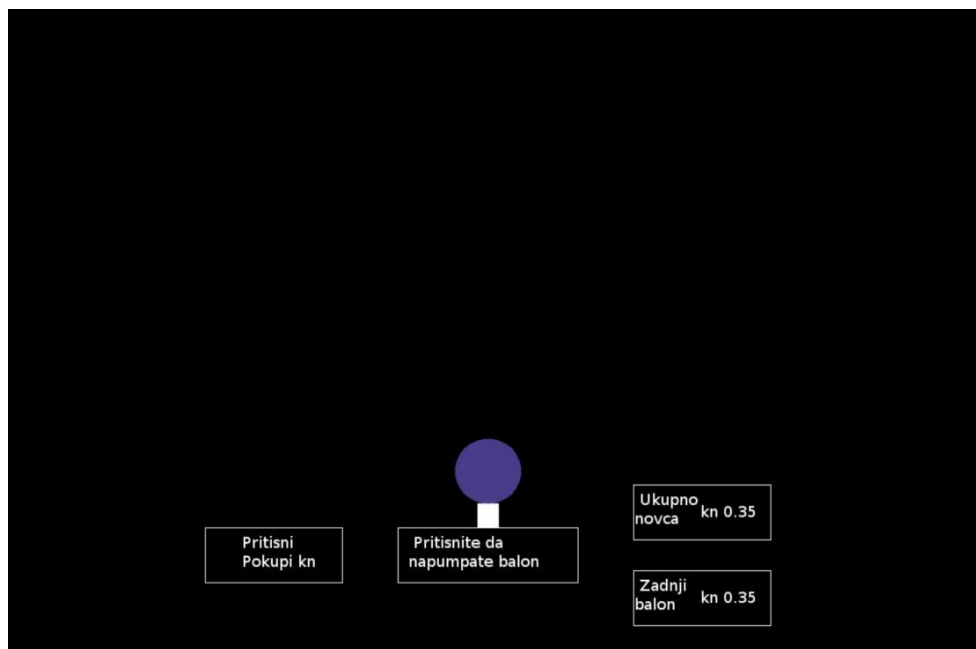 Pritisni
Pokupi kn
Pritisnite da
napumpate balon
Ukupno
novca kn 0.35
Zadnji
balon kn 0.35